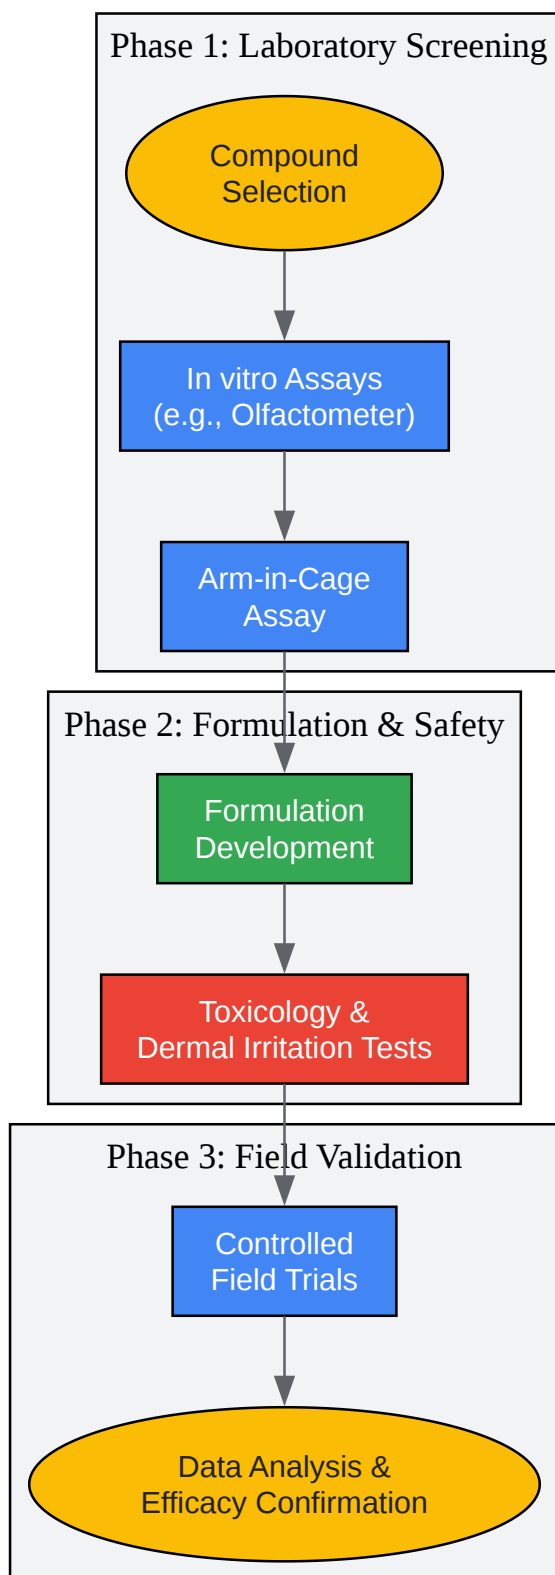 Phase 1: Laboratory Screening
Compound
Selection
In vitro Assays
(e.g., Olfactometer)
Arm-in-Cage
Assay
Phase 2: Formulation & Safety
Formulation
Development
Toxicology &
Dermal Irritation Tests
Phase 3: Field Validation
Controlled
Field Trials
Data Analysis &
Efficacy Confirmation